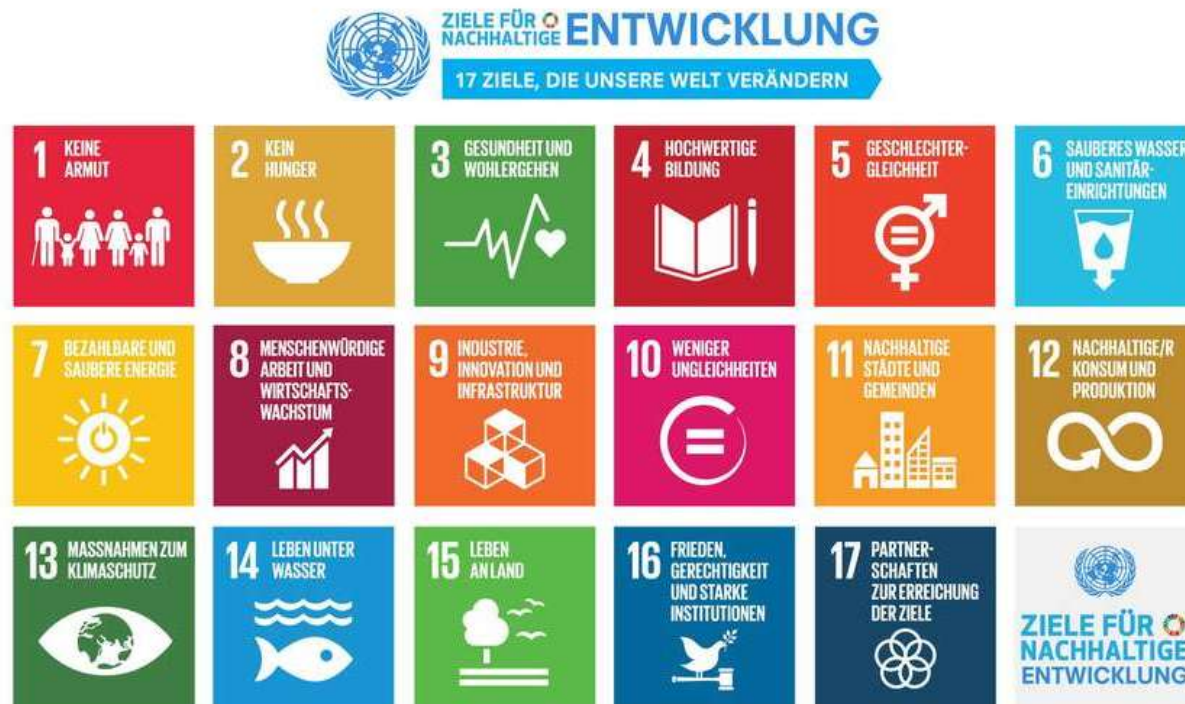 ZIELE FÜR
NACHHALTIGE
ENTWICKLUNG
17 ZIELE, DIE UNSERE WELT VERÄNDERN
1 KEINE
ARMUT
2 KEIN
HUNGER
3 GESUNDHEIT UND
WOHLERGEHEN
4 HOCHWERTIGE
BILDUNG
5 GESCHLECHTER-
GLEICHHEIT
6 SAUBERES WASSER
UND SANITÄR-
EINRICHTUNGEN
7 BEZAHLBARE UND
SAUBERE ENERGIE
8 MENSCHENWÜRDIGE
ARBEIT UND
WIRTSCHAFTS-
WACHSTUM
9 INDUSTRIE,
INNOVATION UND
INFRASTRUKTUR
10 WENIGER
UNGLEICHHEITEN
11 NACHHALTIGE
STÄDTE UND
GEMEINDEN
12 NACHHALTIGE/R
KONSUM UND
PRODUKTION
13 MASSNAHMEN ZUM
KLIMASCHUTZ
14 LEBEN UNTER
WASSER
15 LEBEN
AN LAND
16 FRIEDEN,
GERECHTIGKEIT
UND STARKE
INSTITUTIONEN
17 PARTNER-
SCHAFTEN
ZUR ERREICHUNG
DER ZIELE
ZIELE FÜR
NACHHALTIGE
ENTWICKLUNG